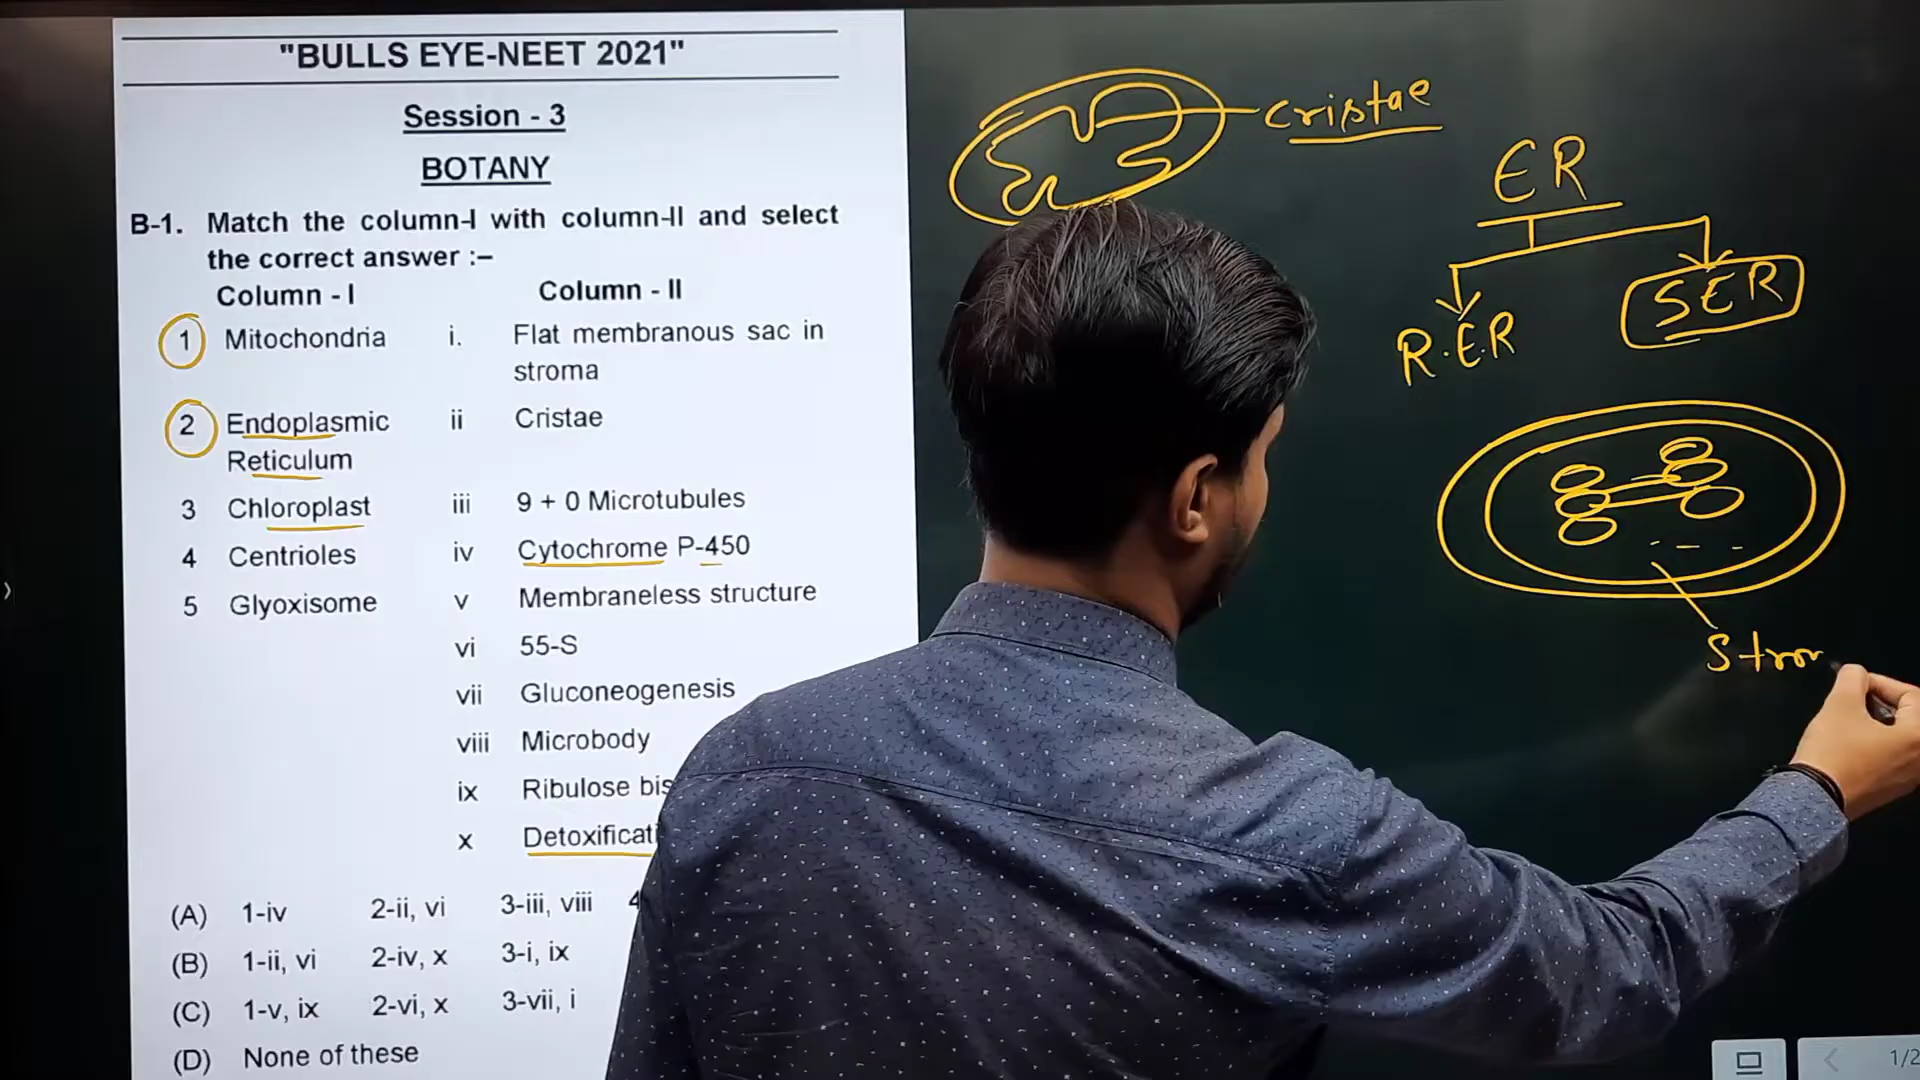 "BULLS EYE-NEET 2021"
Session - 3
BOTANY
B-1. Match the column-I with column-II and select
the correct answer :–
Column - I Column - II
1 Mitochondria i. Flat membranous sac in
stroma
2 Endoplasmic ii Cristae
Reticulum
3 Chloroplast iii 9 + 0 Microtubules
4 Centrioles iv Cytochrome P-450
5 Glyoxisome v Membraneless structure
vi 55-S
vii Gluconeogenesis
viii Microbody
ix Ribulose
x
(A) 1-iv 2-ii, vi 3-iii, viii
(B) 1-ii, vi 2-iv, x 3-i, ix
(C) 1-v, ix 2-vi, x 3-vii, i
(D) None of these
Cristae
ER
R.E.R
SER
Stro
1/2